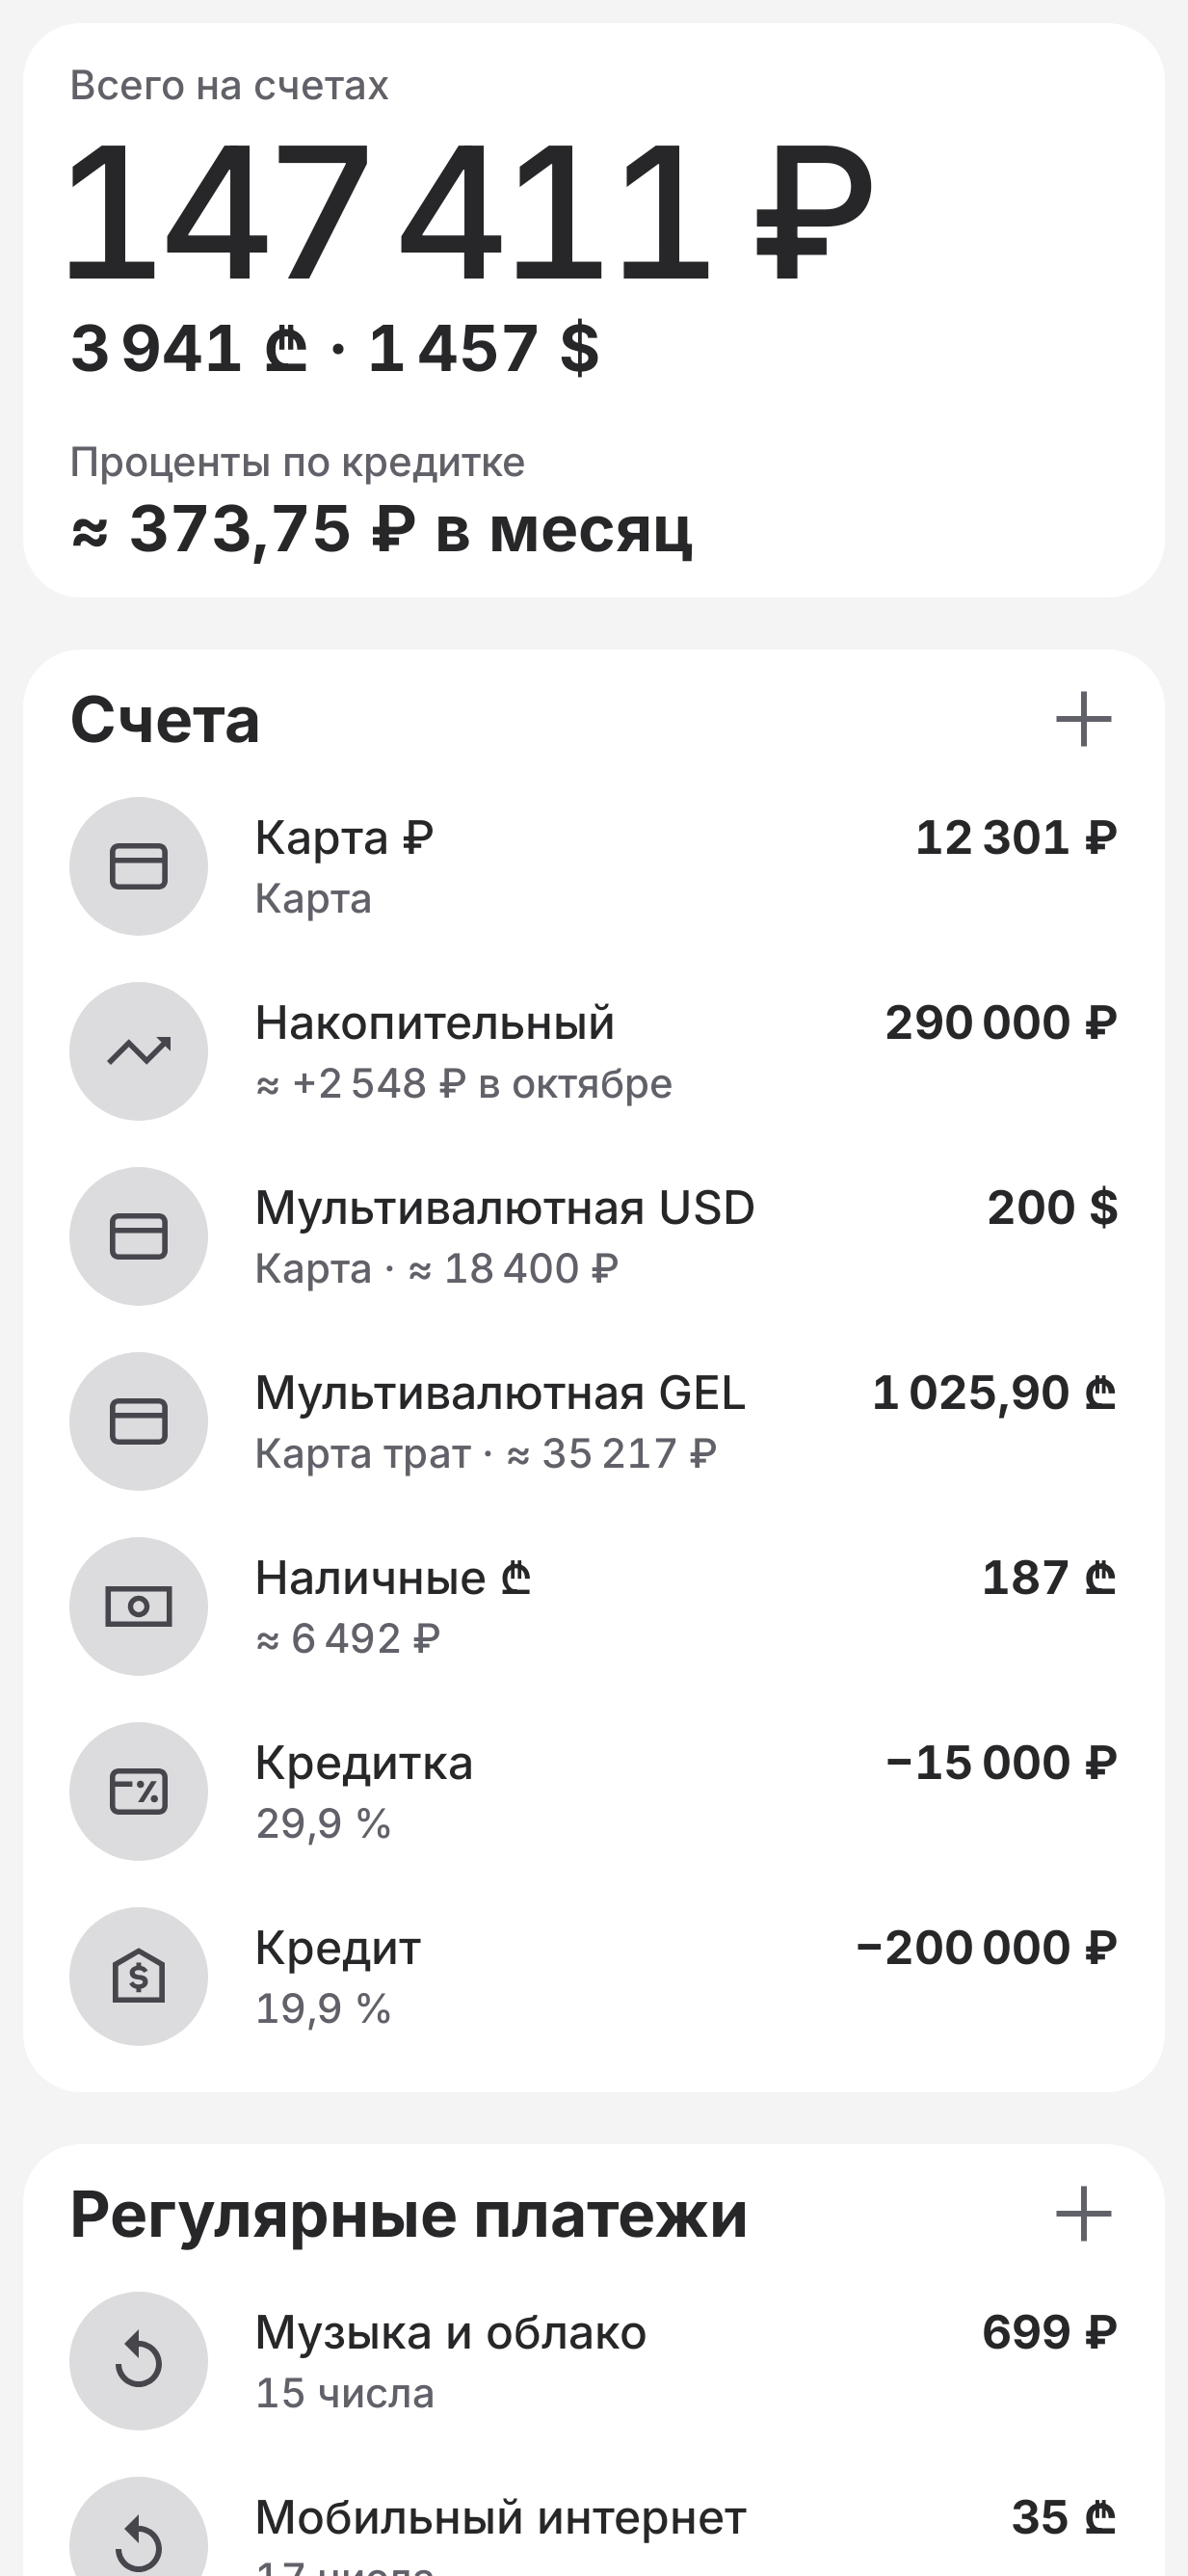 Всего на счетах
147 411 ₽
3 941 ₾ · 1 457 $
Проценты по кредитке
≈ 373,75 ₽ в месяц
Счета
Карта ₽
12 301 ₽
Карта
Накопительный
290 000 ₽
≈ +2 548 ₽ в октябре
Мультивалютная USD
200 $
Карта · ≈ 18 400 ₽
Мультивалютная GEL
1 025,90 ₾
Карта трат · ≈ 35 217 ₽
Наличные ₾
187 ₾
≈ 6 492 ₽
Кредитка
−15 000 ₽
29,9 %
Кредит
−200 000 ₽
19,9 %
Регулярные платежи
Музыка и облако
699 ₽
15 числа
Мобильный интернет
35 ₾
17 числа